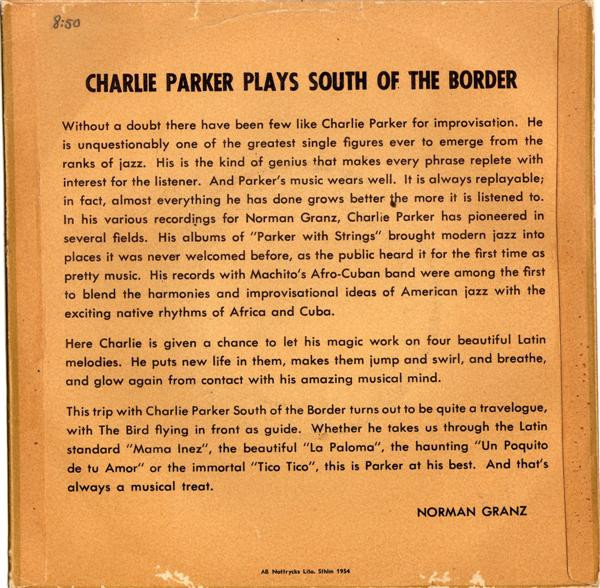 8:50
CHARLIE PARKER PLAYS SOUTH OF THE BORDER
Without a doubt there have been few like Charlie Parker for improvisation. He
is unquestionably one of the greatest single figures ever to emerge from the
ranks of jazz. His is the kind of genius that makes every phrase replete with
interest for the listener. And Parker's music wears well. It is always replayable;
in fact, almost everything he has done grows better the more it is listened to.
In his various recordings for Norman Granz, Charlie Parker has pioneered in
several fields. His albums of "Parker with Strings" brought modern jazz into
places it was never welcomed before, as the public heard it for the first time as
pretty music. His records with Machito's Afro-Cuban band were among the first
to blend the harmonies and improvisational ideas of American jazz with the
exciting native rhythms of Africa and Cuba.
Here Charlie is given a chance to let his magic work on four beautiful Latin
melodies. He puts new life in them, makes them jump and swirl, and breathe,
and glow again from contact with his amazing musical mind.
This trip with Charlie Parker South of the Border turns out to be quite a travelogue,
with The Bird flying in front as guide. Whether he takes us through the Latin
standard "Mama Inez", the beautiful "La Paloma", the haunting "Un Poquito
de tu Amor" or the immortal "Tico Tico", this is Parker at his best. And that's
always a musical treat.
NORMAN GRANZ
AB Nottrycks Lito. Sthlm 1954